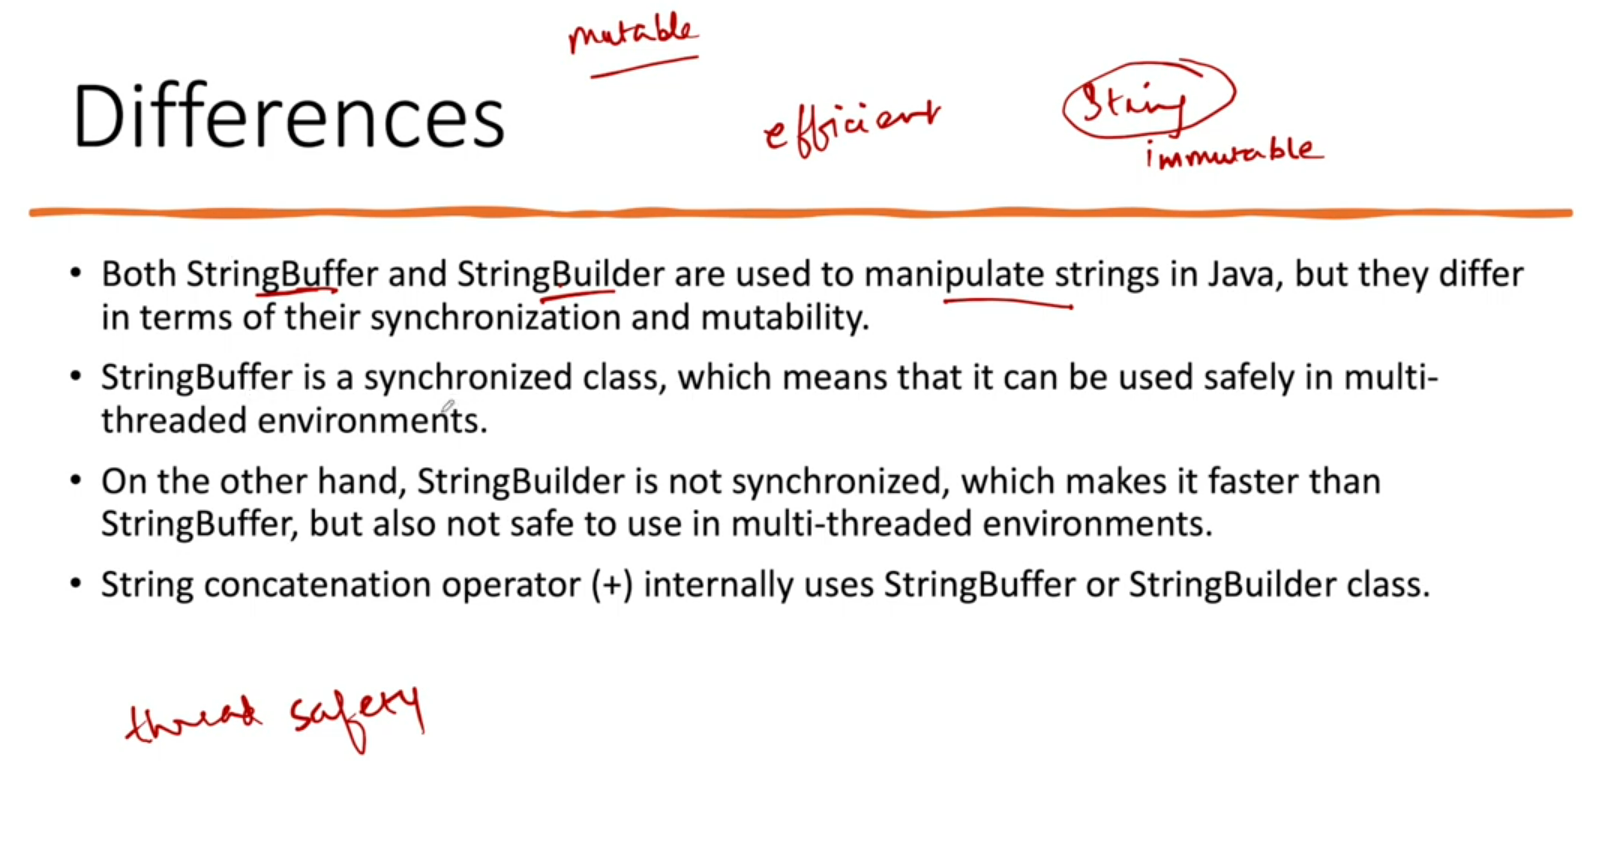 mutable
Differences
efficient
String
immutable
• Both StringBuffer and StringBuilder are used to manipulate strings in Java, but they differ
in terms of their synchronization and mutability.
• StringBuffer is a synchronized class, which means that it can be used safely in multi-
threaded environments.
• On the other hand, StringBuilder is not synchronized, which makes it faster than
StringBuffer, but also not safe to use in multi-threaded environments.
• String concatenation operator (+) internally uses StringBuffer or StringBuilder class.
thread safety